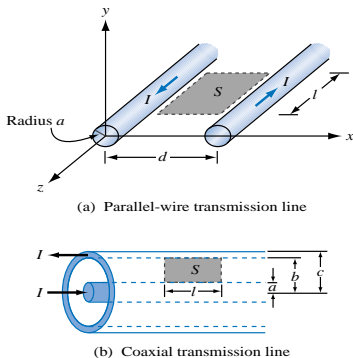 y
I
S
I
l
Radius a
x
d
z
(a) Parallel-wire transmission line
I
S
a
b
c
I
l
(b) Coaxial transmission line